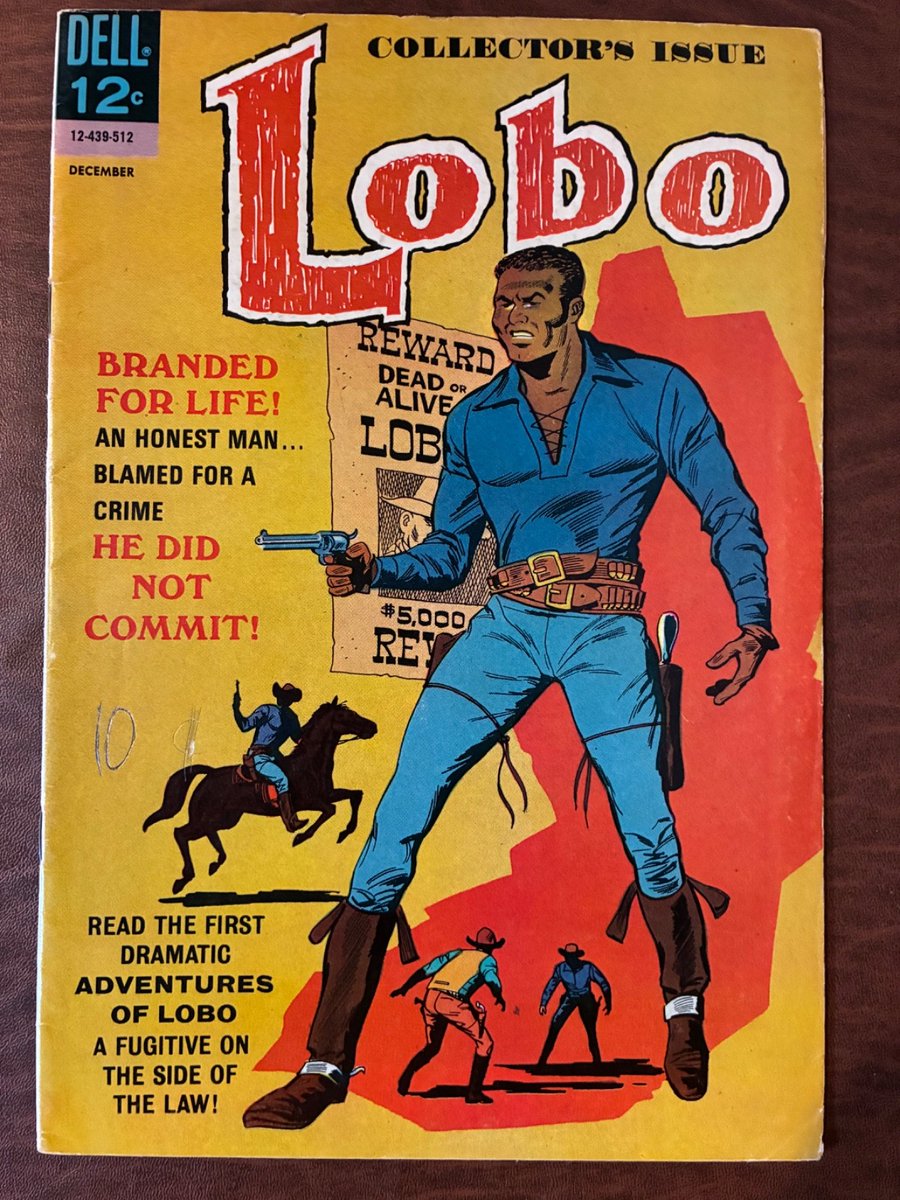 DELL
12c
12-439-512
DECEMBER
COLLECTOR'S ISSUE
Lobo
REWARD
DEAD OR
ALIVE
LOB
$5,000
REW
BRANDED
FOR LIFE!
AN HONEST MAN...
BLAMED FOR A
CRIME
HE DID
NOT
COMMIT!
10
READ THE FIRST
DRAMATIC
ADVENTURES
OF LOBO
A FUGITIVE ON
THE SIDE OF
THE LAW!